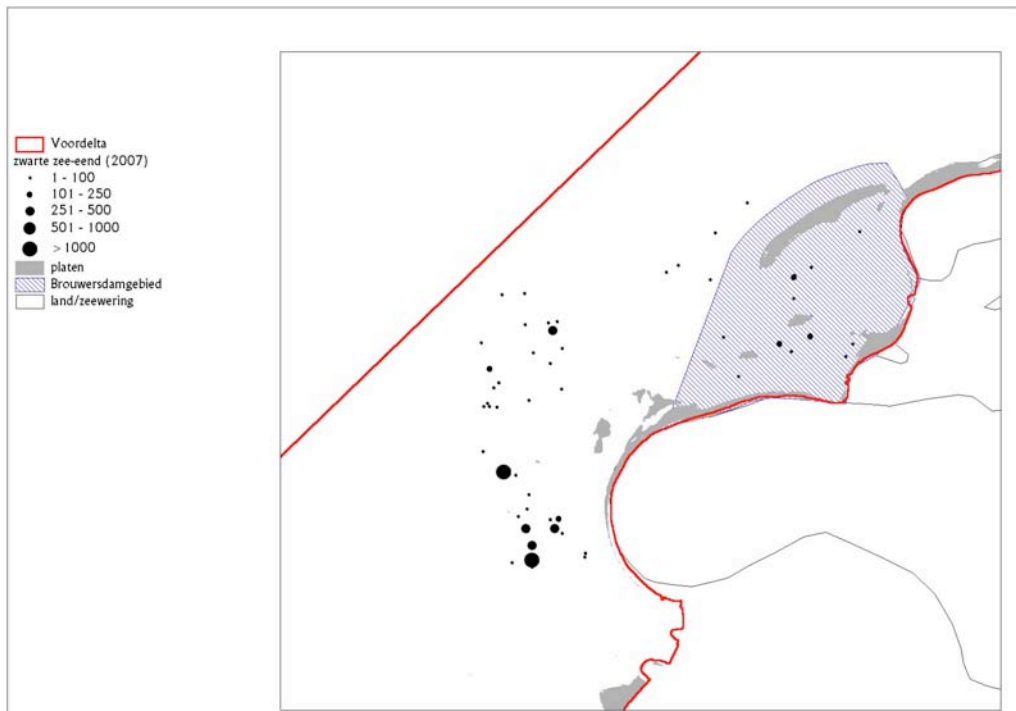 Voordelta
zwarte zee-eend (2007)
1 - 100
101 - 250
251 - 500
501 - 1000
> 1000
platen
Brouwersdamgebied
land/zeewering